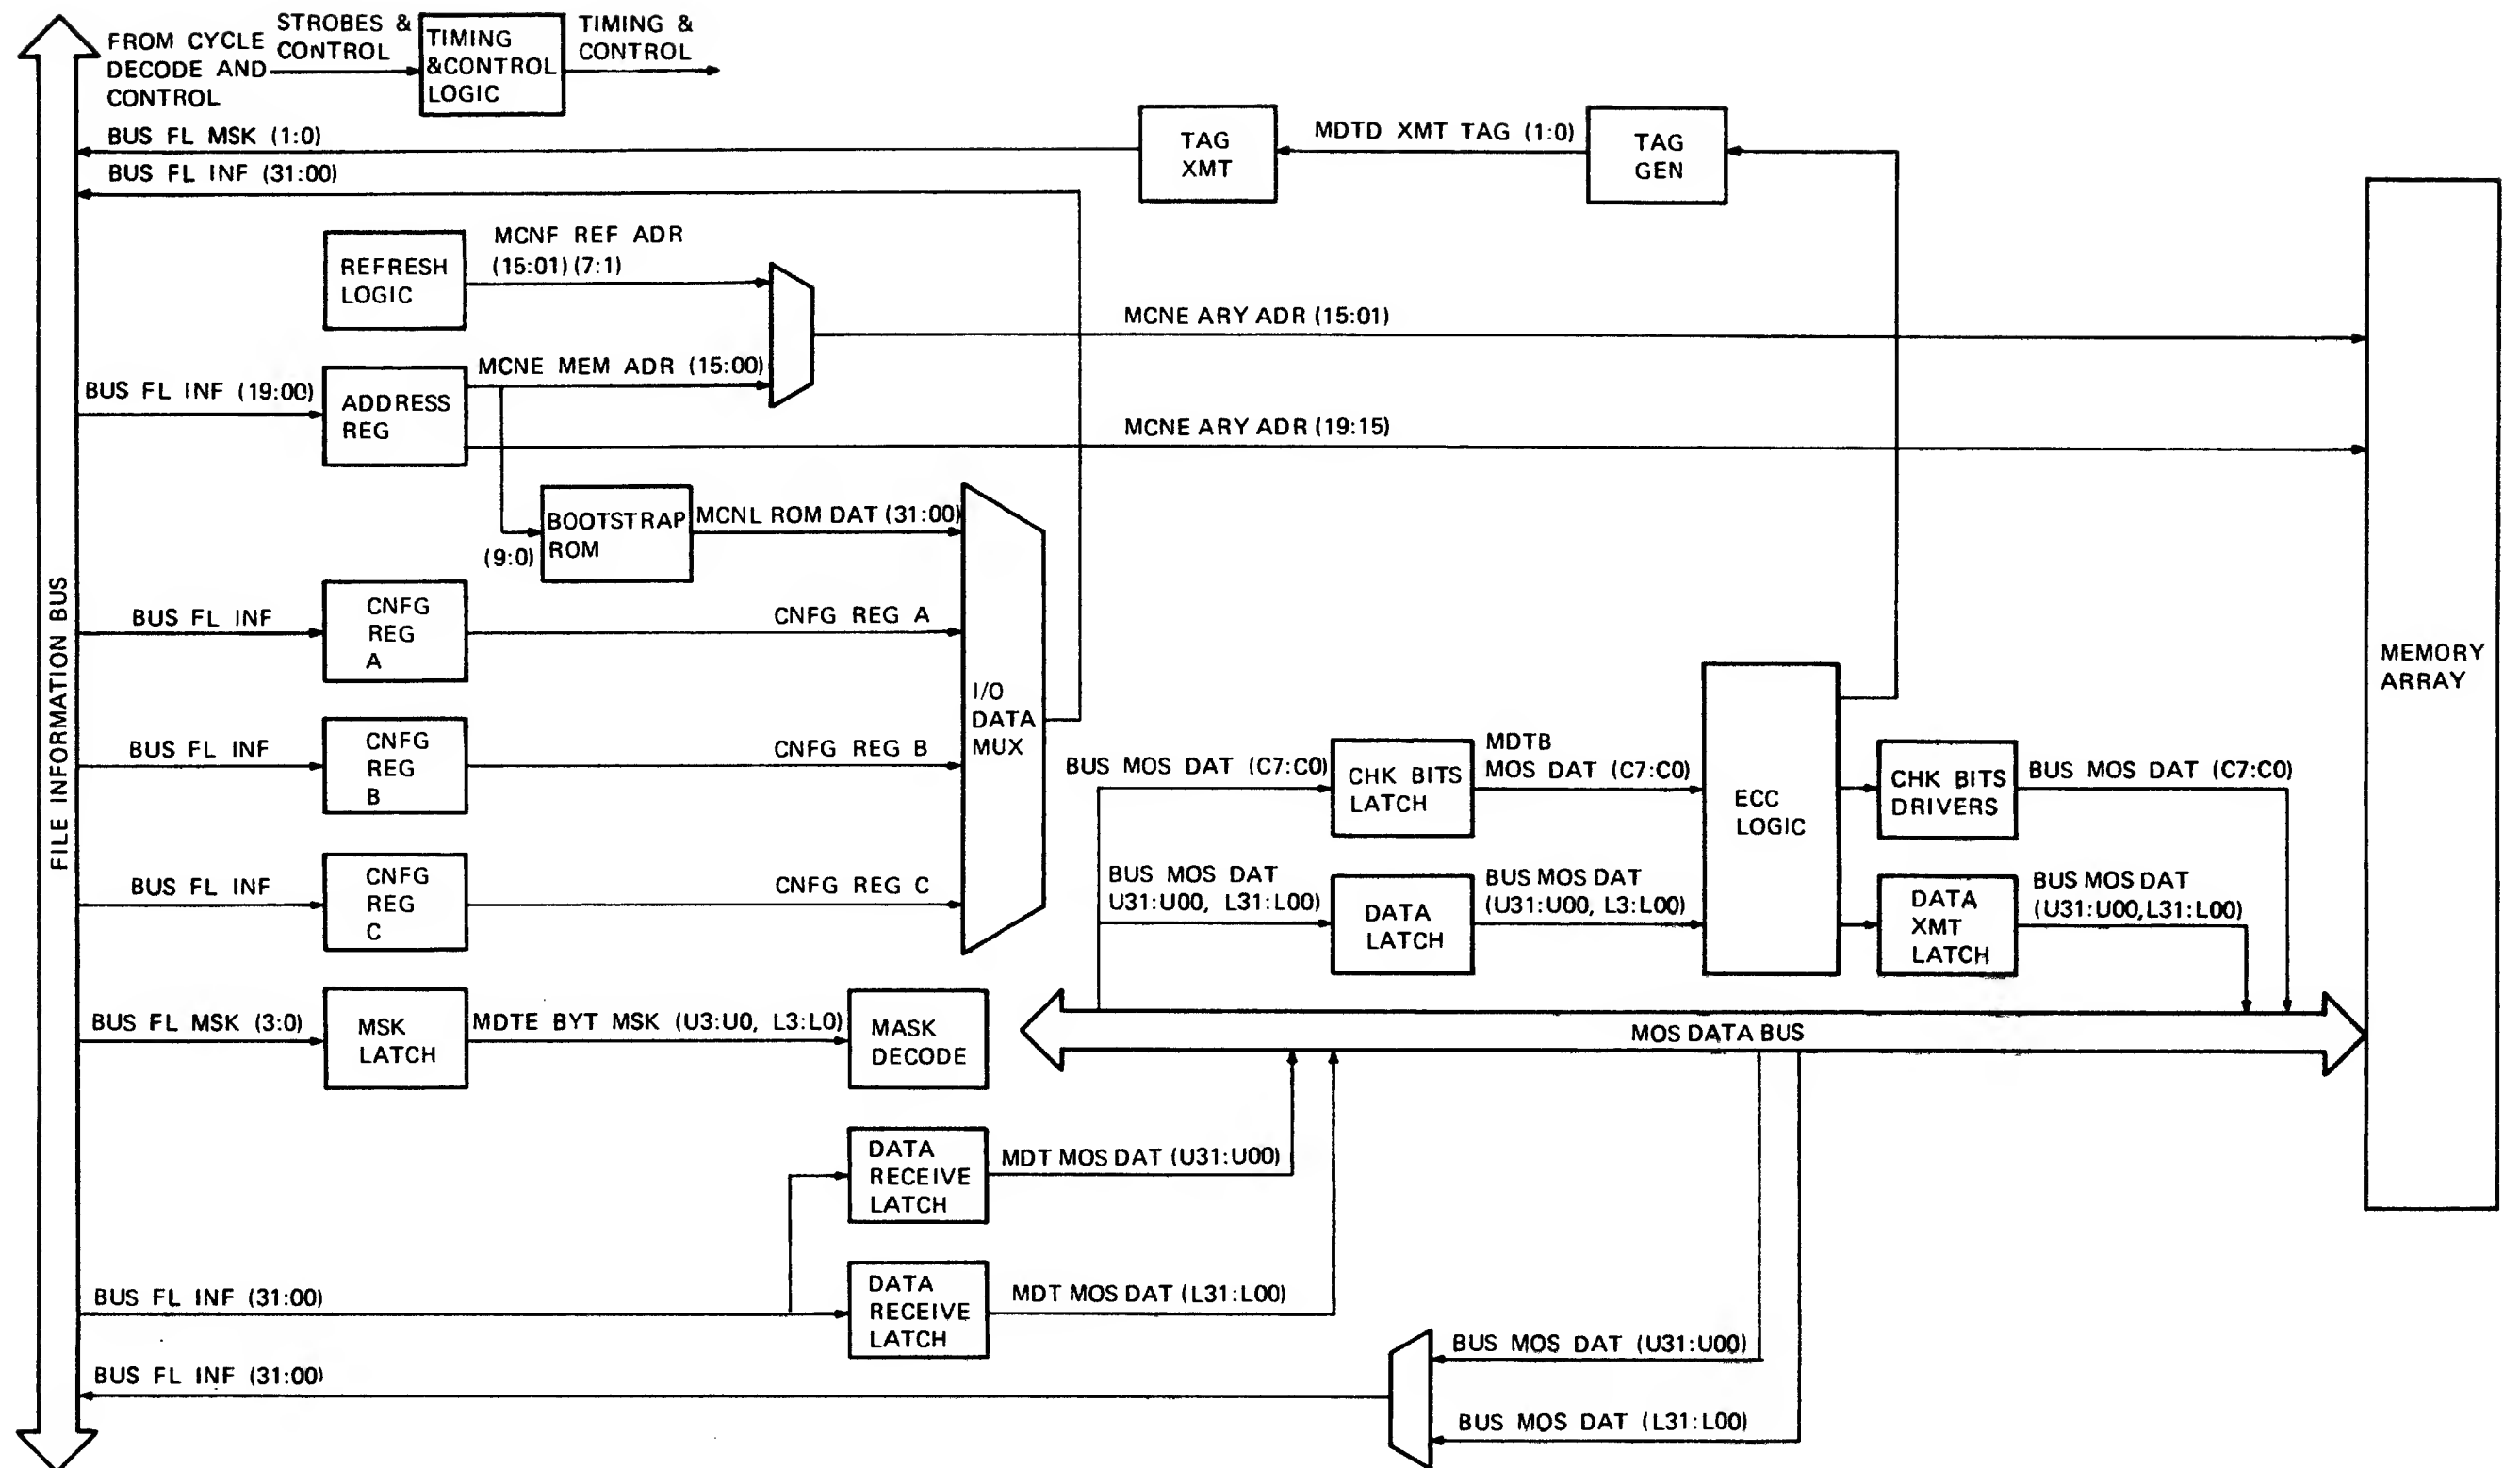 FROM CYCLE
DECODE AND
CONTROL
STROBES &
CONTROL
TIMING
&CONTROL
LOGIC
TIMING &
CONTROL
BUS FL MSK (1:0)
TAG
XMT
MDTD XMT TAG (1:0)
TAG
GEN
BUS FL INF (31:00)
REFRESH
LOGIC
MCNF REF ADR
(15:01) (7:1)
MCNE ARY ADR (15:01)
BUS FL INF (19:00)
ADDRESS
REG
MCNE MEM ADR (15:00)
MCNE ARY ADR (19:15)
(9:0)
BOOTSTRAP
ROM
MCNL ROM DAT (31:00)
FILE INFORMATION BUS
BUS FL INF
CNFG
REG
A
CNFG REG A
I/O
DATA
MUX
MEMORY
ARRAY
BUS FL INF
CNFG
REG
B
CNFG REG B
BUS MOS DAT (C7:C0)
CHK BITS
LATCH
MDTB
MOS DAT (C7:C0)
ECC
LOGIC
CHK BITS
DRIVERS
BUS MOS DAT (C7:C0)
BUS FL INF
CNFG
REG
C
CNFG REG C
BUS MOS DAT
U31:U00, L31:L00)
DATA
LATCH
BUS MOS DAT
(U31:U00, L3:L00)
DATA
XMT
LATCH
BUS MOS DAT
(U31:U00,L31:L00)
BUS FL MSK (3:0)
MSK
LATCH
MDTE BYT MSK (U3:U0, L3:L0)
MASK
DECODE
MOS DATA BUS
DATA
RECEIVE
LATCH
MDT MOS DAT (U31:U00)
BUS FL INF (31:00)
DATA
RECEIVE
LATCH
MDT MOS DAT (L31:L00)
BUS FL INF (31:00)
BUS MOS DAT (U31:U00)
BUS MOS DAT (L31:L00)